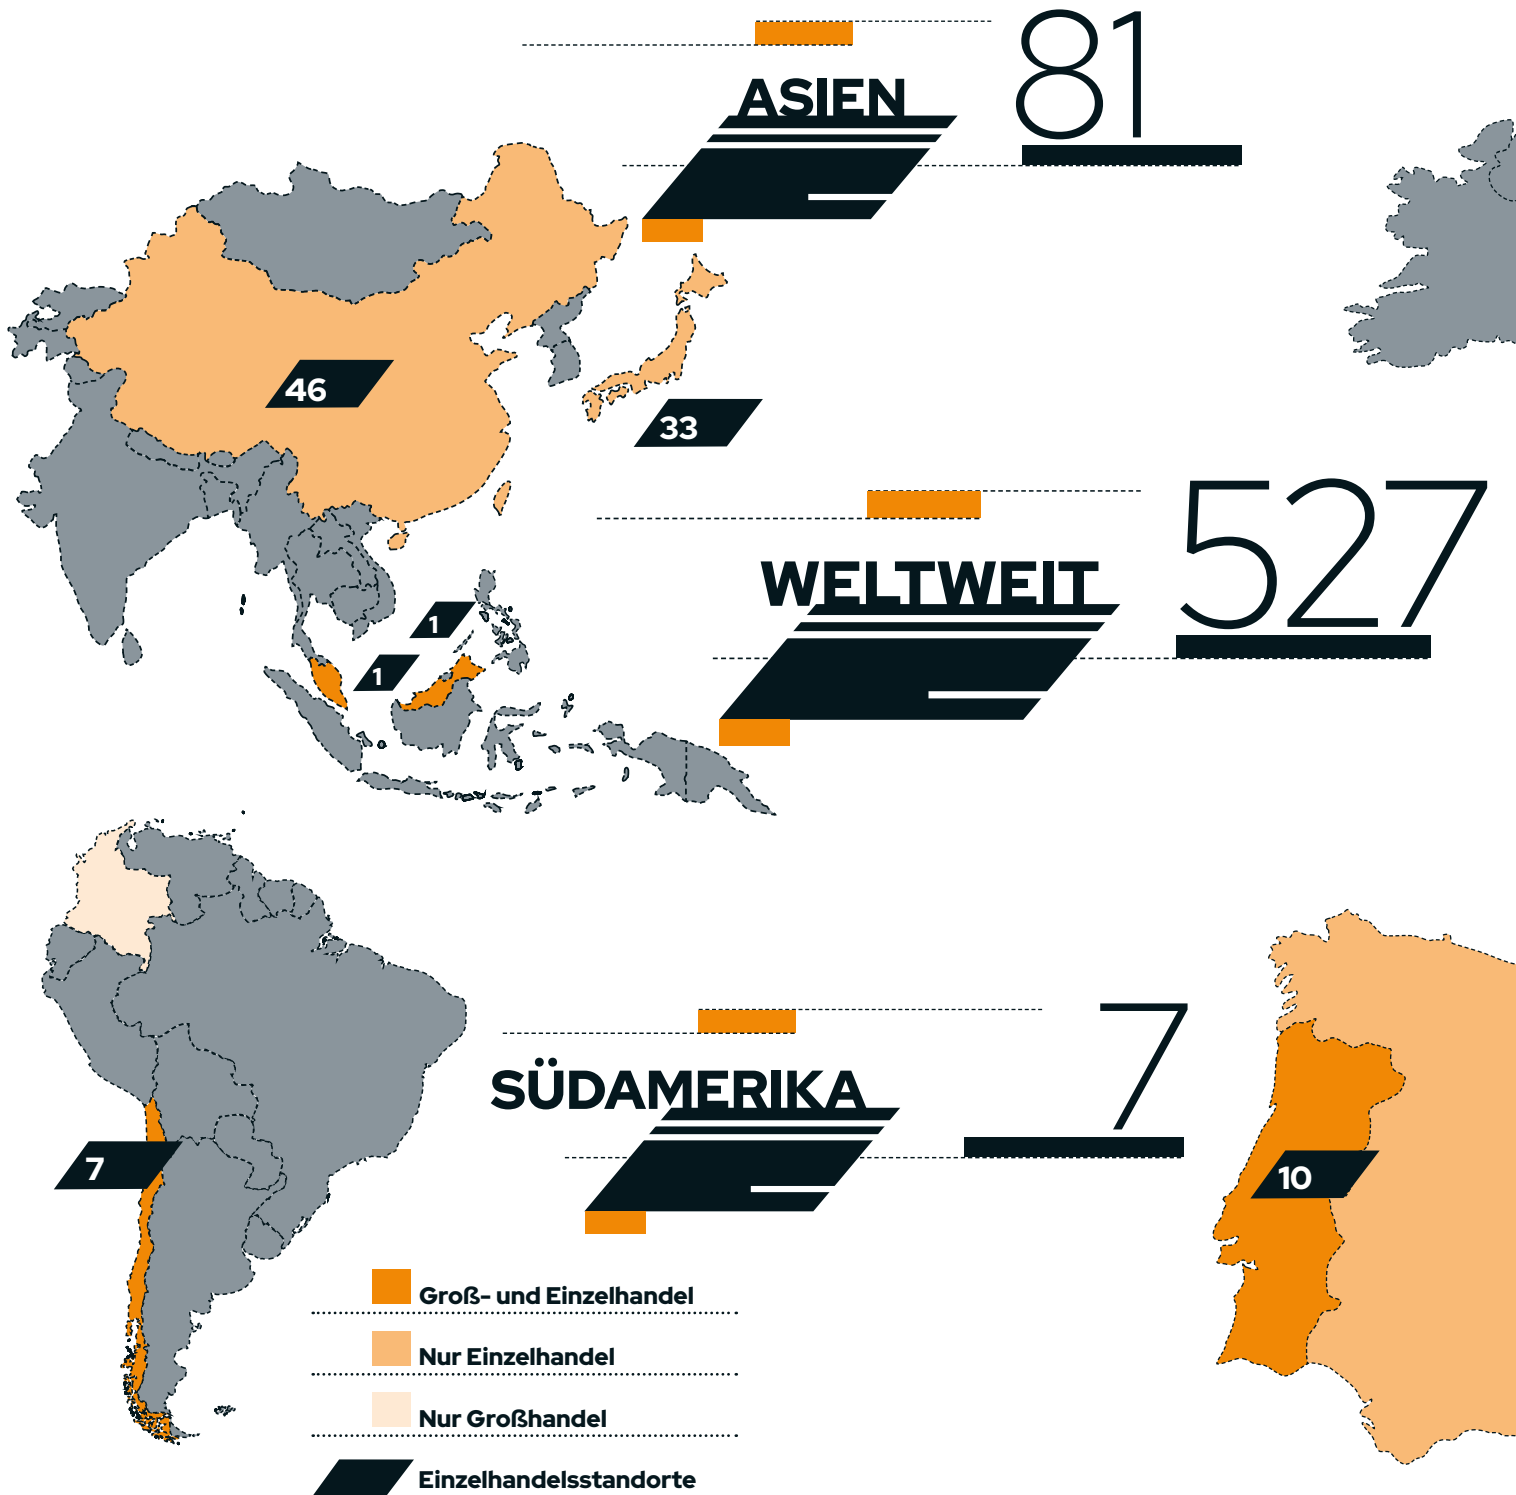 81
ASIEN
46
33
527
WELTWEIT
1
1
7
SÜDAMERIKA
7
10
Groß- und Einzelhandel
Nur Einzelhandel
Nur Großhandel
Einzelhandelsstandorte